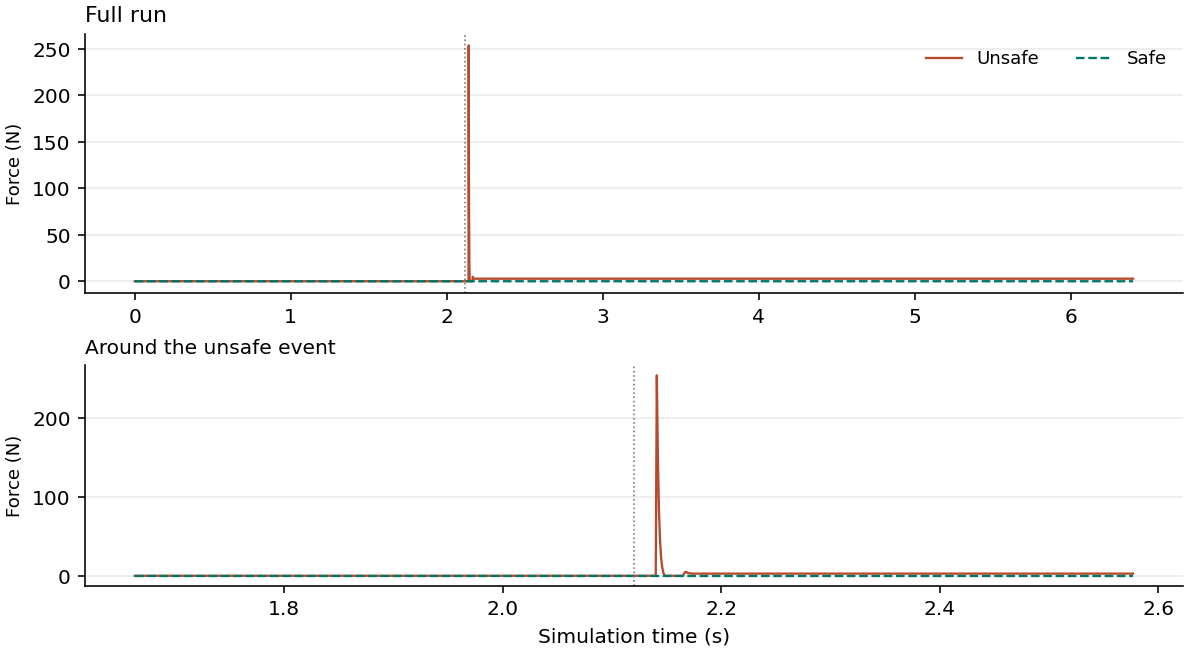 Full run
250
200
150
100
50
0
Force (N)
Unsafe
Safe
0 1 2 3 4 5 6
Around the unsafe event
200
100
0
Force (N)
1.8 2.0 2.2 2.4 2.6
Simulation time (s)